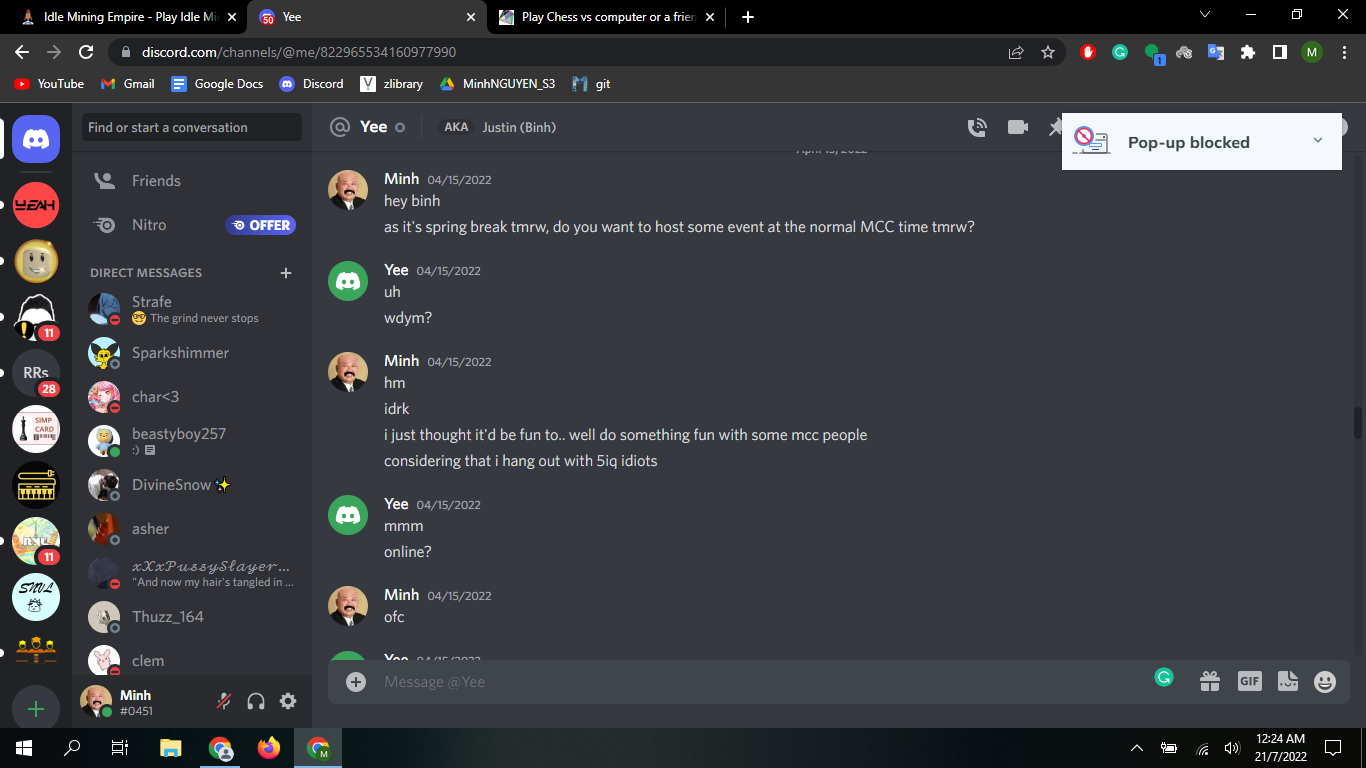 Idle Mining Empire - Play Idle Mi
50
Yee
Play Chess vs computer or a frien
discord.com/channels/@me/822965534160977990
G
1
M
YouTube
Gmail
Google Docs
Discord
V
zlibrary
MinhNGUYEN_S3
git
Find or start a conversation
@ Yee
AKA
Justin (Binh)
Pop-up blocked
Friends
Nitro
OFFER
DIRECT MESSAGES
YEAH
11
RRs
28
SIMP
CARD
11
SNVL
Strafe
🤓 The grind never stops
Sparkshimmer
char<3
beastyboy257
:)
DivineSnow✨
asher
xXxPussySlayer...
"And now my hair's tangled in ...
Thuzz_164
clem
Minh
#0451
April 15, 2022
Minh 04/15/2022
hey binh
as it's spring break tmrw, do you want to host some event at the normal MCC time tmrw?
Yee 04/15/2022
uh
wdym?
Minh 04/15/2022
hm
idrk
i just thought it'd be fun to.. well do something fun with some mcc people
considering that i hang out with 5iq idiots
Yee 04/15/2022
mmm
online?
Minh 04/15/2022
ofc
Yee 04/15/2022
Message @Yee
G
GIF
M
12:24 AM
21/7/2022